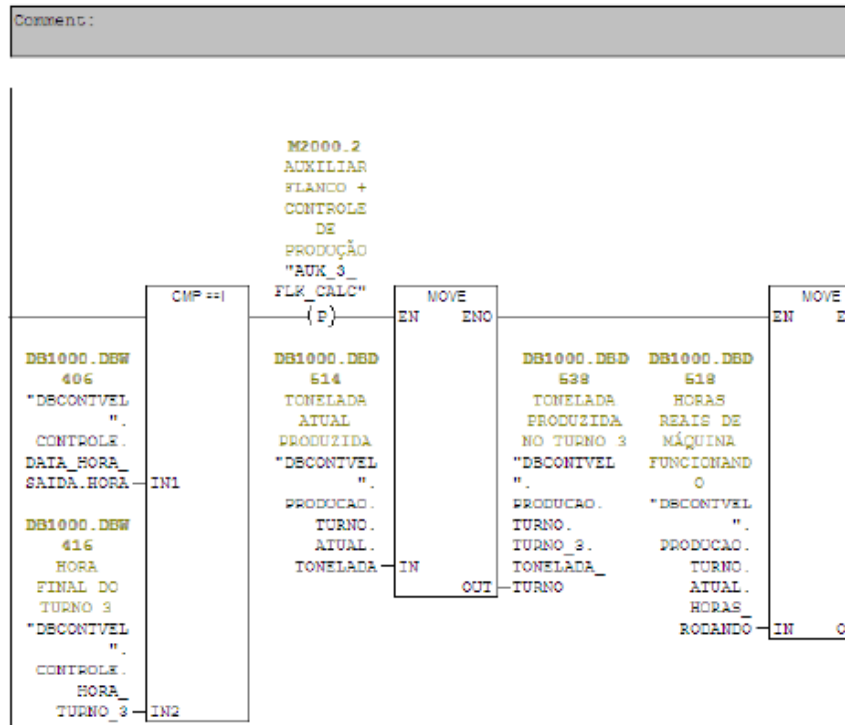 Comment:
M2000.2
AUXILIAR
FLANCO +
CONTROLE
DE
PRODUÇÃO
"AUX_3_
FLK_CALC"
(P)
CMP ==I
DB1000.DBW
406
"DBCONTVEL
".
CONTROLE.
DATA_HORA_
SAIDA.HORA
IN1
DB1000.DBW
416
HORA
FINAL DO
TURNO 3
"DBCONTVEL
".
CONTROLE.
HORA_
TURNO_3
IN2
MOVE
EN ENO
DB1000.DBD
514
TONELADA
ATUAL
PRODUZIDA
"DBCONTVEL
".
PRODUCAO.
TURNO.
ATUAL.
TONELADA
IN
OUT
DB1000.DBD
538
TONELADA
PRODUZIDA
NO TURNO 3
"DBCONTVEL
".
PRODUCAO.
TURNO.
TURNO_3.
TONELADA_
TURNO
DB1000.DBD
518
HORAS
REAIS DE
MÁQUINA
FUNCIONAND
O
"DBCONTVEL
".
PRODUCAO.
TURNO.
ATUAL.
HORAS_
RODANDO
MOVE
EN E
IN O